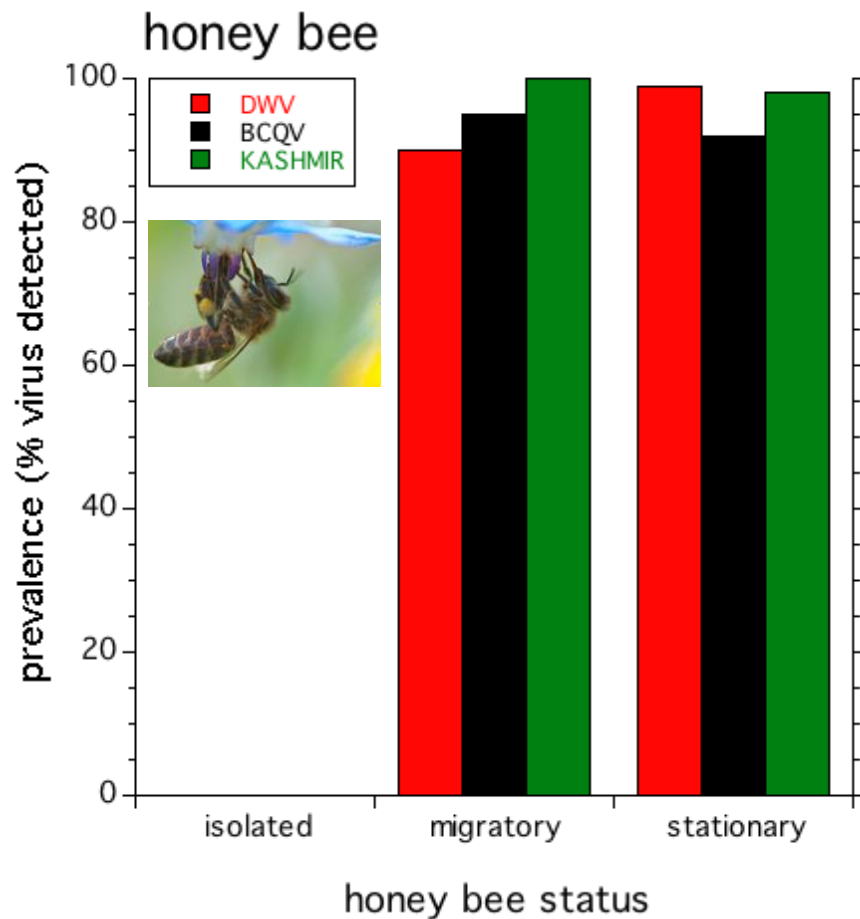 honey bee
DWV
BCQV
KASHMIR
prevalence (% virus detected)
100
80
60
40
20
0
isolated migratory stationary
honey bee status